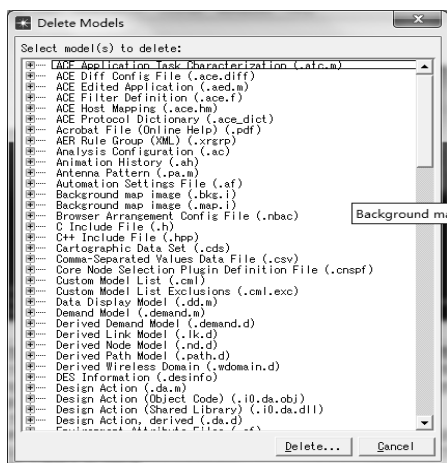 Delete Models
Select model(s) to delete:
ACE Application Task Characterization (.atc.m)
ACE Diff Config File (.ace.diff)
ACE Edited Application (.aed.m)
ACE Filter Definition (.ace.f)
ACE Host Mapping (.ace.hm)
ACE Protocol Dictionary (.ace_dict)
Acrobat File (Online Help) (.pdf)
AER Rule Group (XML) (.xrgrp)
Analysis Configuration (.ac)
Animation History (.ah)
Antenna Pattern (.pa.m)
Automation Settings File (.af)
Background map image (.bkg.i)
Background map image (.map.i)
Browser Arrangement Config File (.nbac)
Background ma
C Include File (.h)
C++ Include File (.hpp)
Cartographic Data Set (.cds)
Comma-Separated Values Data File (.csv)
Core Node Selection Plugin Definition File (.cnspf)
Custom Model List (.cml)
Custom Model List Exclusions (.cml.exc)
Data Display Model (.dd.m)
Demand Model (.demand.m)
Derived Demand Model (.demand.d)
Derived Link Model (.lk.d)
Derived Node Model (.nd.d)
Derived Path Model (.path.d)
Derived Wireless Domain (.wdomain.d)
DES Information (.desinfo)
Design Action (.da.m)
Design Action (Object Code) (.i0.da.obj)
Design Action (Shared Library) (.i0.da.dll)
Design Action, derived (.da.d)
Environment Attribute Files (.ef)
Delete... Cancel